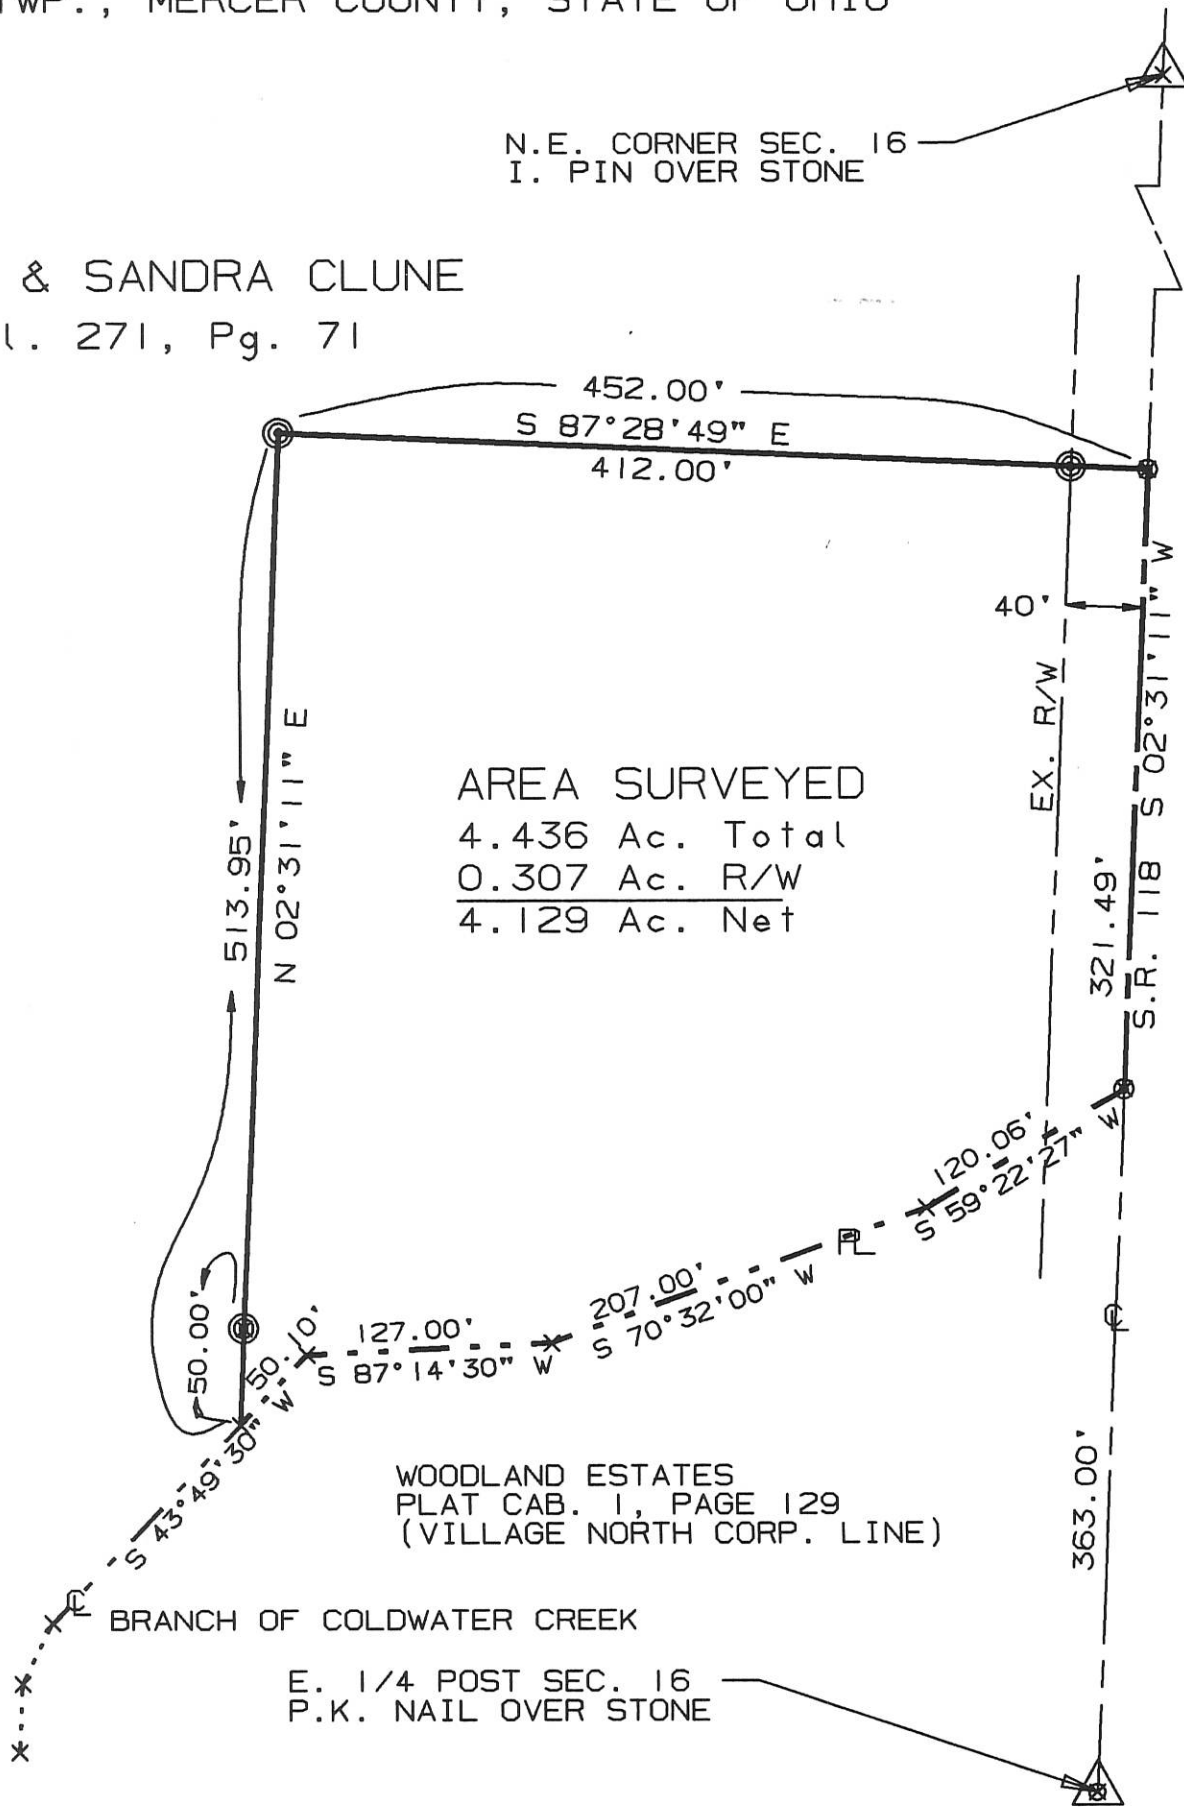 TWP., MERCER COUNTY, STATE OF OHIO
N.E. CORNER SEC. 16
I. PIN OVER STONE
& SANDRA CLUNE
l. 271, Pg. 71
452.00'
S 87°28'49" E
412.00'
40'
EX. R/W
S.R. 118 S 02°31'11" W
321.49'
N 02°31'11" E
513.95'
AREA SURVEYED
4.436 Ac. Total
0.307 Ac. R/W
4.129 Ac. Net
120.06'
S 59°22'27" W
PL
207.00'
S 70°32'00" W
127.00'
S 87°14'30" W
50.10'
S 43°49'30" W
50.00'
CL
363.00'
WOODLAND ESTATES
PLAT CAB. 1, PAGE 129
(VILLAGE NORTH CORP. LINE)
CL BRANCH OF COLDWATER CREEK
E. 1/4 POST SEC. 16
P.K. NAIL OVER STONE